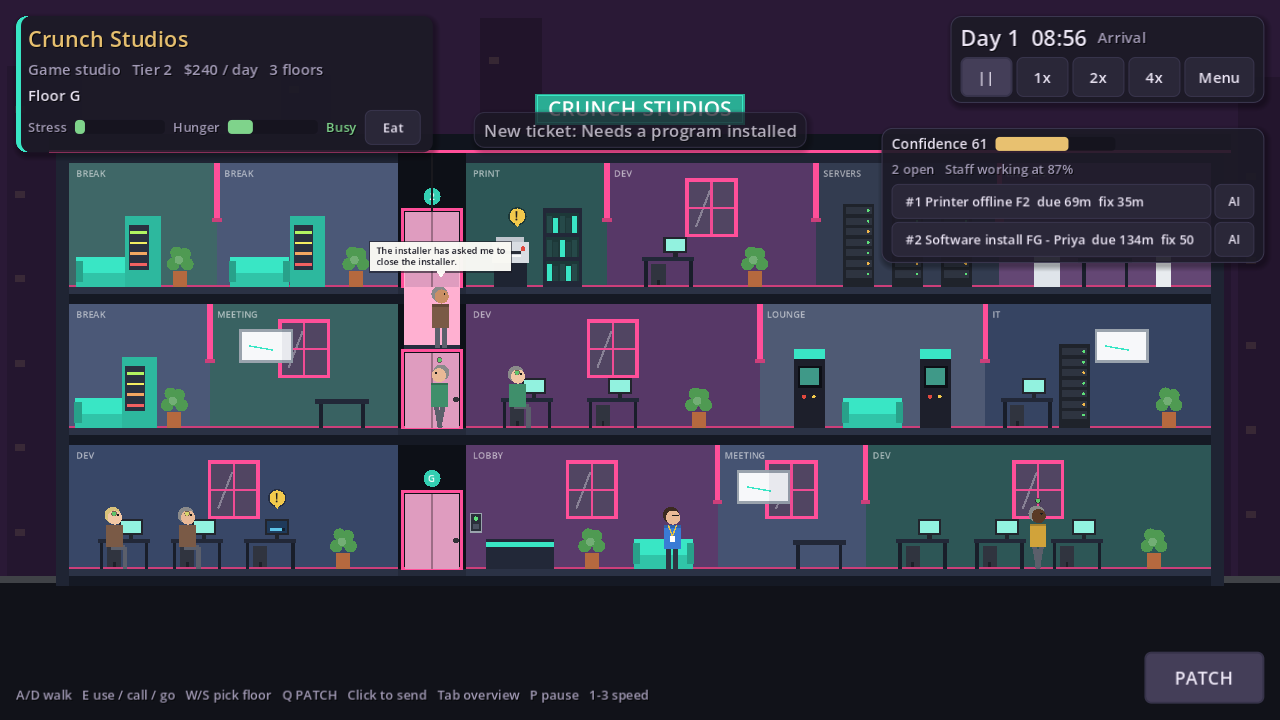 Crunch Studios
Game studio Tier 2 $240 / day 3 floors
Floor G
Stress Hunger Busy Eat
Day 1 08:56 Arrival
|| 1x 2x 4x Menu
CRUNCH STUDIOS
New ticket: Needs a program installed
Confidence 61
2 open Staff working at 87%
#1 Printer offline F2 due 69m fix 35m AI
#2 Software install FG - Priya due 134m fix 50 AI
BREAK BREAK PRINT DEV SERVERS
!
The installer has asked me to
close the installer.
BREAK MEETING DEV LOUNGE IT
DEV LOBBY MEETING DEV
G
!
PATCH
A/D walk E use / call / go W/S pick floor Q PATCH Click to send Tab overview P pause 1-3 speed